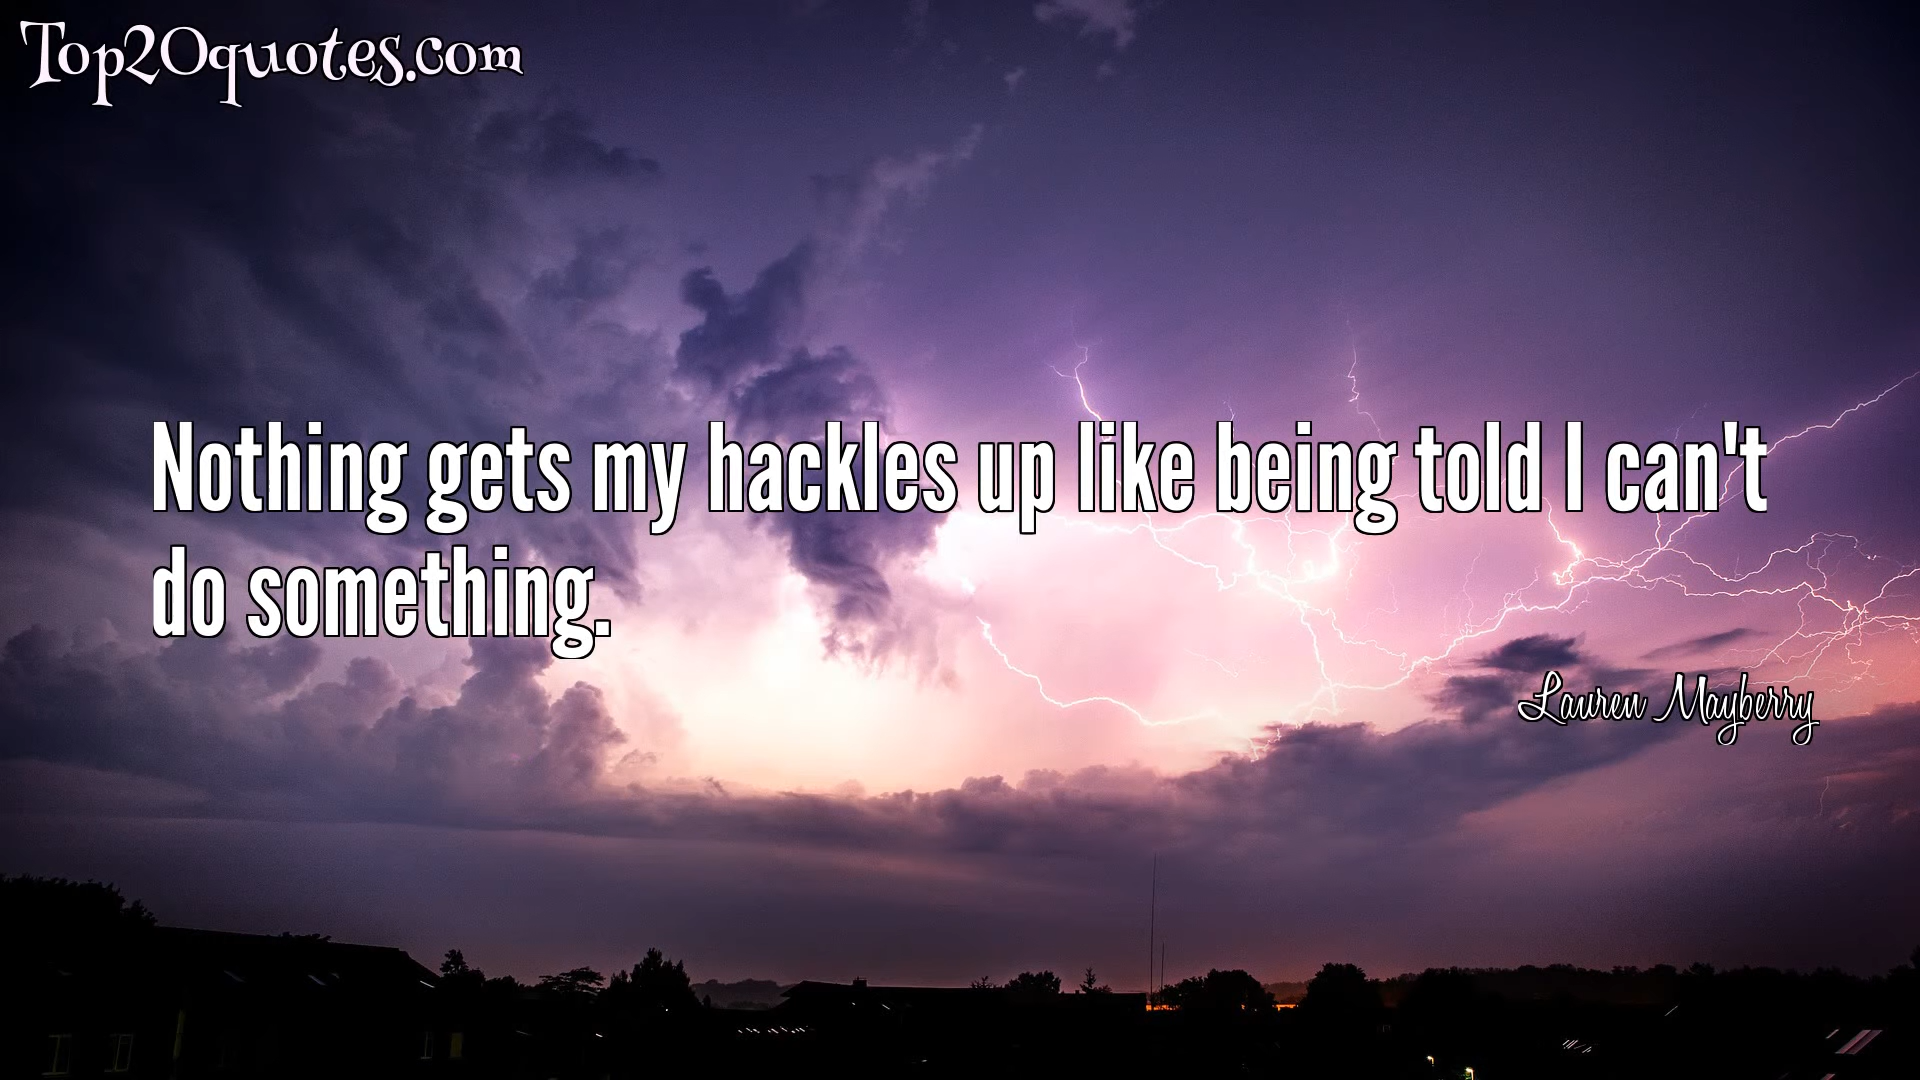 Top20quotes.com
Nothing gets my hackles up like being told I can't
do something.
Lauren Mayberry